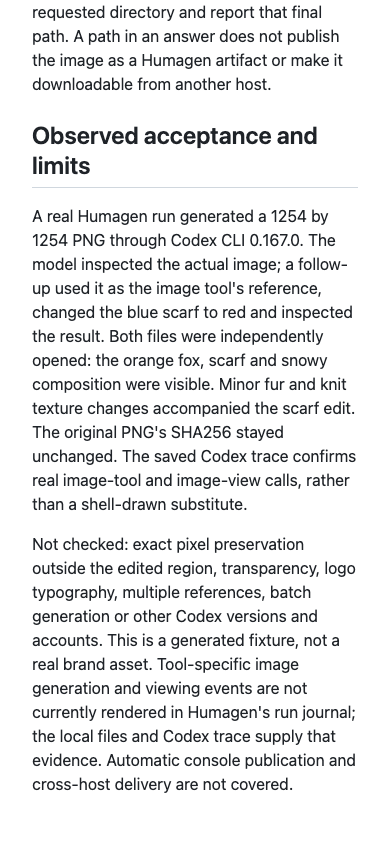 requested directory and report that final
path. A path in an answer does not publish
the image as a Humagen artifact or make it
downloadable from another host.
Observed acceptance and
limits
A real Humagen run generated a 1254 by
1254 PNG through Codex CLI 0.167.0. The
model inspected the actual image; a follow-
up used it as the image tool's reference,
changed the blue scarf to red and inspected
the result. Both files were independently
opened: the orange fox, scarf and snowy
composition were visible. Minor fur and knit
texture changes accompanied the scarf edit.
The original PNG's SHA256 stayed
unchanged. The saved Codex trace confirms
real image-tool and image-view calls, rather
than a shell-drawn substitute.
Not checked: exact pixel preservation
outside the edited region, transparency, logo
typography, multiple references, batch
generation or other Codex versions and
accounts. This is a generated fixture, not a
real brand asset. Tool-specific image
generation and viewing events are not
currently rendered in Humagen's run journal;
the local files and Codex trace supply that
evidence. Automatic console publication and
cross-host delivery are not covered.